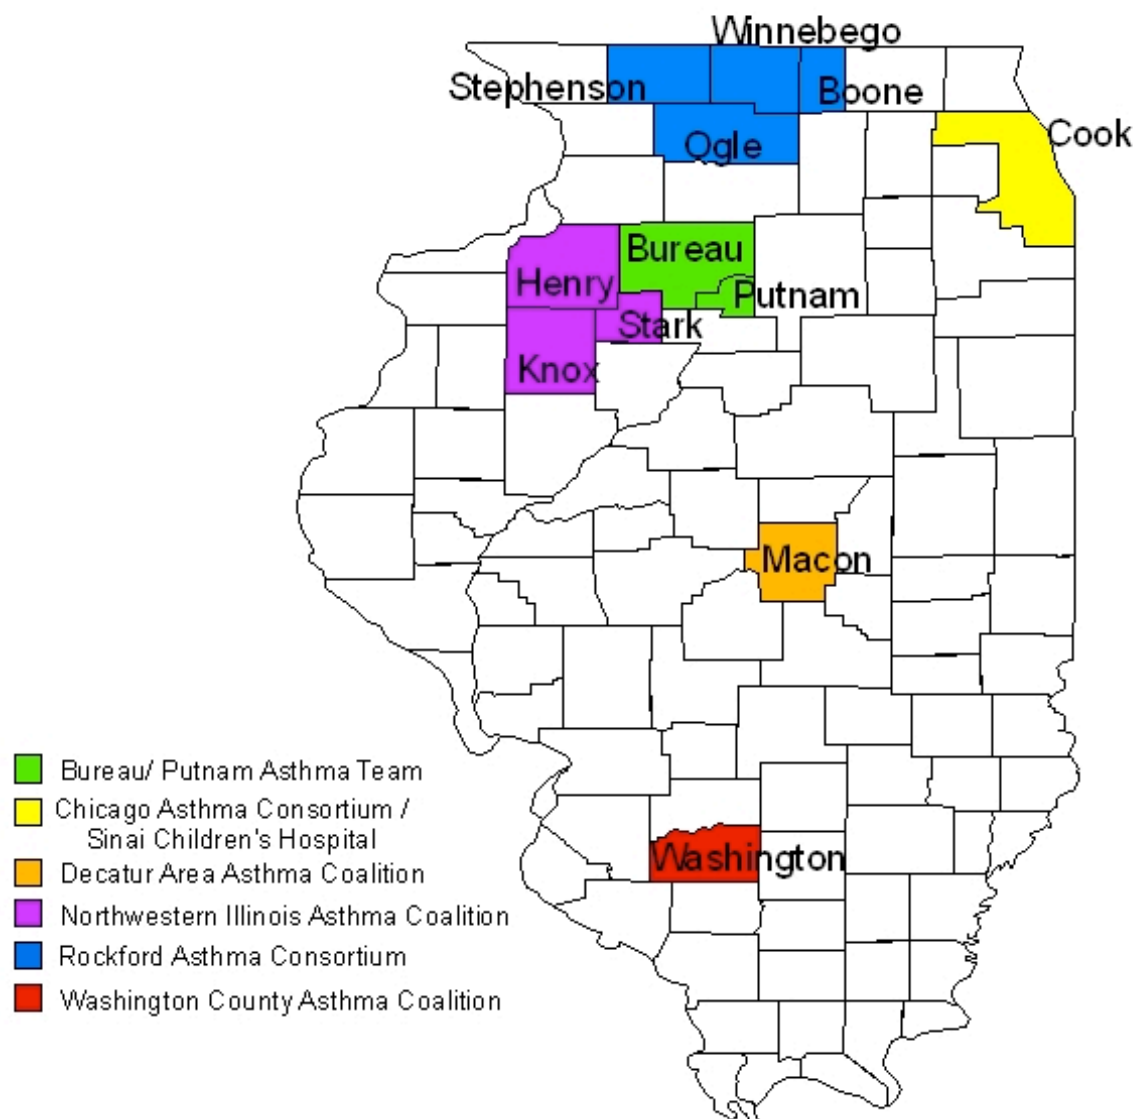 Winnebego
Stephenson
Boone
Cook
Ogle
Bureau
Henry
Putnam
Stark
Knox
Macon
Washington
Bureau/ Putnam Asthma Team
Chicago Asthma Consortium /
Sinai Children's Hospital
Decatur Area Asthma Coalition
Northwestern Illinois Asthma Coalition
Rockford Asthma Consortium
Washington County Asthma Coalition